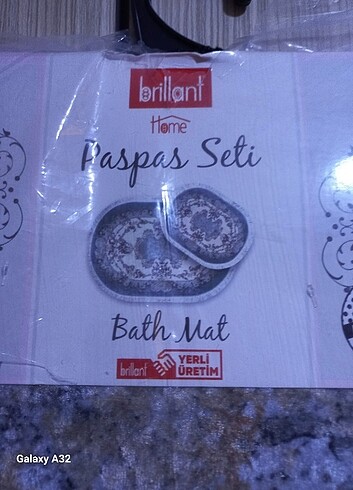 brillant
Home
Paspas Seti
Bath Mat
brillant YERLİ
ÜRETİM
Galaxy A32